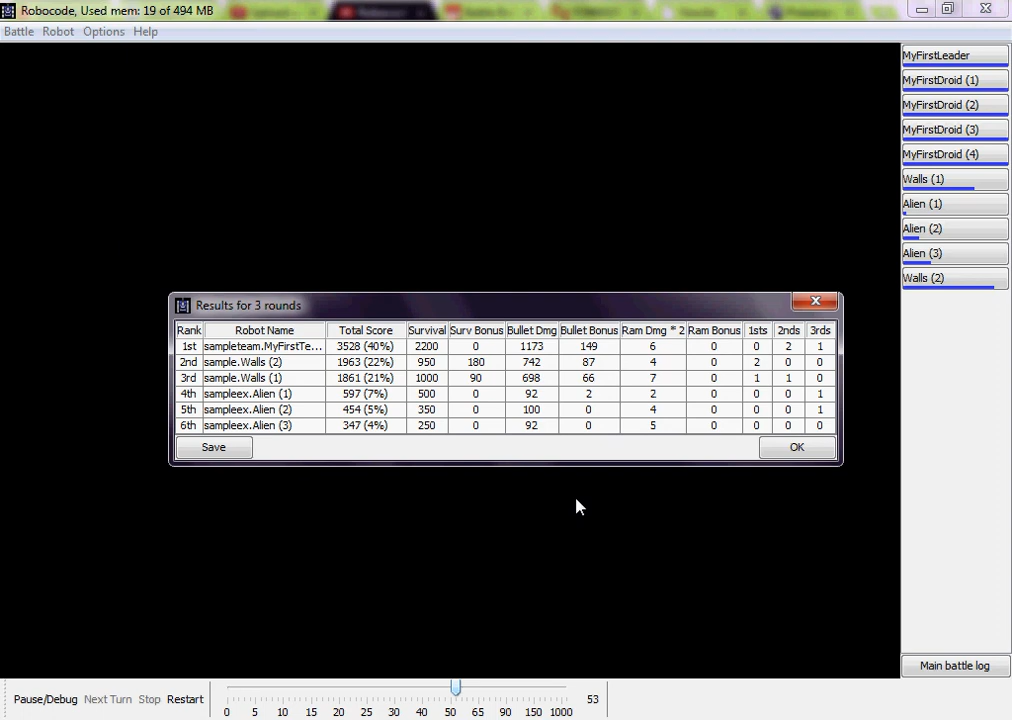 Robocode, Used mem: 19 of 494 MB
Battle Robot Options Help
MyFirstLeader
MyFirstDroid (1)
MyFirstDroid (2)
MyFirstDroid (3)
MyFirstDroid (4)
Walls (1)
Alien (1)
Alien (2)
Alien (3)
Walls (2)
Results for 3 rounds
Rank Robot Name Total Score Survival Surv Bonus Bullet Dmg Bullet Bonus Ram Dmg * 2 Ram Bonus 1sts 2nds 3rds
1st sampleteam.MyFirstTe... 3528 (40%) 2200 0 1173 149 6 0 0 2 1
2nd sample.Walls (2) 1963 (22%) 950 180 742 87 4 0 2 0 0
3rd sample.Walls (1) 1861 (21%) 1000 90 698 66 7 0 1 1 0
4th sampleex.Alien (1) 597 (7%) 500 0 92 2 2 0 0 0 1
5th sampleex.Alien (2) 454 (5%) 350 0 100 0 4 0 0 0 1
6th sampleex.Alien (3) 347 (4%) 250 0 92 0 5 0 0 0 0
Save OK
Main battle log
Pause/Debug Next Turn Stop Restart 53
0 5 10 15 20 25 30 35 40 45 50 65 90 150 1000